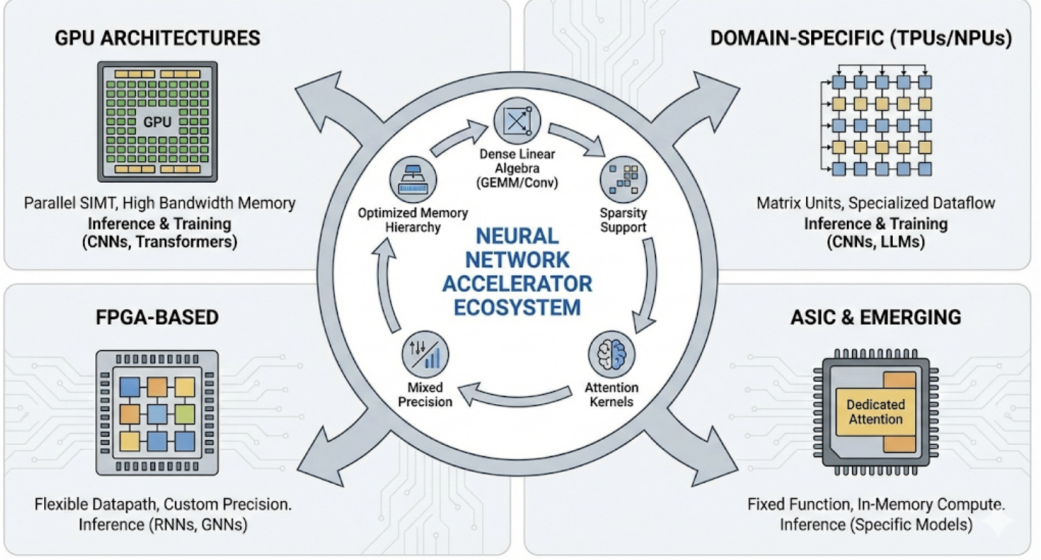 GPU ARCHITECTURES
GPU
Parallel SIMT, High Bandwidth Memory
Inference & Training
(CNNs, Transformers)
DOMAIN-SPECIFIC (TPUs/NPUs)
Matrix Units, Specialized Dataflow
Inference & Training
(CNNs, LLMs)
Dense Linear
Algebra
(GEMM/Conv)
Sparsity
Support
Attention
Kernels
Mixed
Precision
Optimized Memory
Hierarchy
NEURAL
NETWORK
ACCELERATOR
ECOSYSTEM
FPGA-BASED
Flexible Datapath, Custom Precision.
Inference (RNNs, GNNs)
ASIC & EMERGING
Dedicated
Attention
Fixed Function, In-Memory Compute.
Inference (Specific Models)